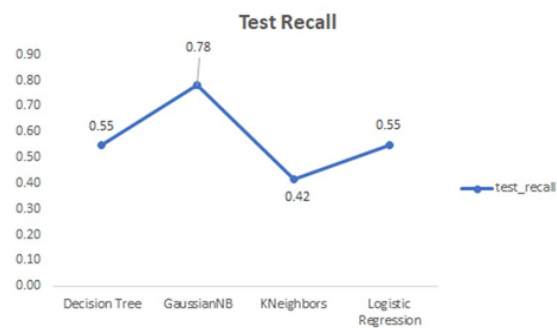 Test Recall
0.90
0.80
0.70
0.60
0.50
0.40
0.30
0.20
0.10
0.00
0.55
0.78
0.42
0.55
Decision Tree
GaussianNB
KNeighbors
Logistic
Regression
test_recall